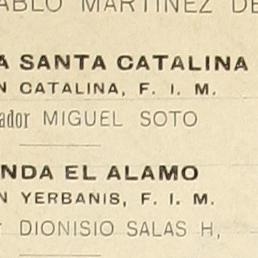 ABLO MARTINEZ DE
A SANTA CATALINA
N CATALINA, F. I. M.
ador MIGUEL SOTO
NDA EL ALAMO
N YERBANIS, F. I. M.
r DIONISIO SALAS H,